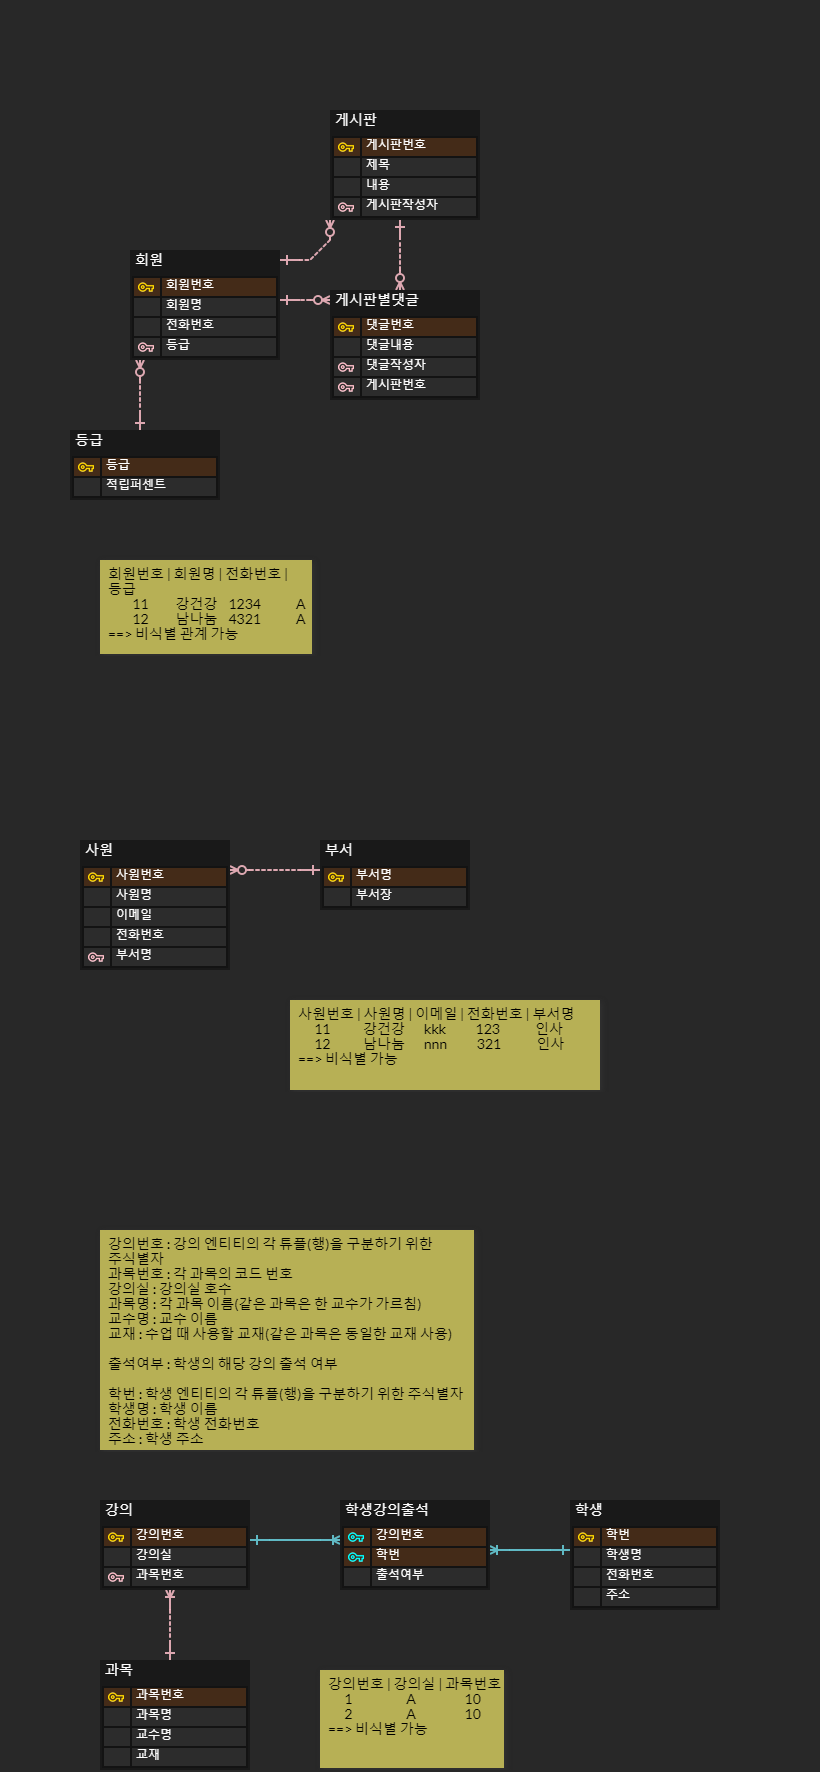 게시판
게시판번호
제목
내용
게시판작성자
회원
회원번호
회원명
전화번호
등급
게시판별댓글
댓글번호
댓글내용
댓글작성자
게시판번호
등급
등급
적립퍼센트
회원번호 | 회원명 | 전화번호 |
등급
11 강건강 1234 A
12 남나눔 4321 A
==> 비식별 관계 가능
사원
사원번호
사원명
이메일
전화번호
부서명
부서
부서명
부서장
사원번호 | 사원명 | 이메일 | 전화번호 | 부서명
11 강건강 kkk 123 인사
12 남나눔 nnn 321 인사
==> 비식별 가능
강의번호 : 강의 엔티티의 각 튜플(행)을 구분하기 위한
주식별자
과목번호 : 각 과목의 코드 번호
강의실 : 강의실 호수
과목명 : 각 과목 이름(같은 과목은 한 교수가 가르침)
교수명 : 교수 이름
교재 : 수업 때 사용할 교재(같은 과목은 동일한 교재 사용)
출석여부 : 학생의 해당 강의 출석 여부
학번 : 학생 엔티티의 각 튜플(행)을 구분하기 위한 주식별자
학생명 : 학생 이름
전화번호 : 학생 전화번호
주소 : 학생 주소
강의
강의번호
강의실
과목번호
학생강의출석
강의번호
학번
출석여부
학생
학번
학생명
전화번호
주소
과목
과목번호
과목명
교수명
교재
강의번호 | 강의실 | 과목번호
1 A 10
2 A 10
==> 비식별 가능